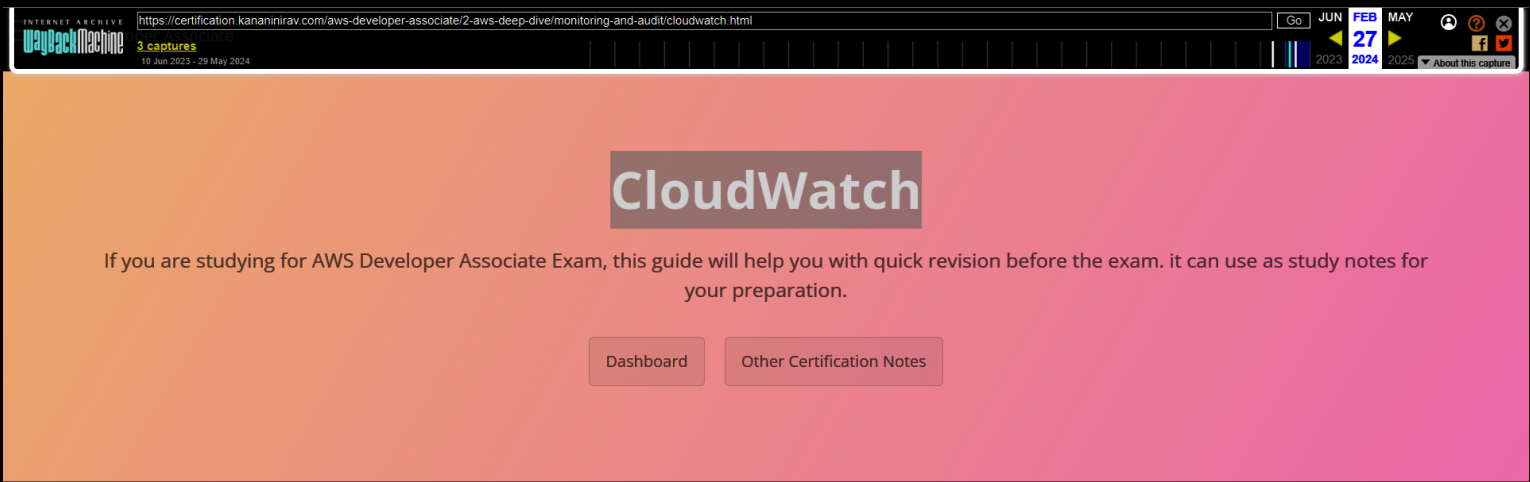 INTERNET ARCHIVE
WayBackMachine
https://certification.kananinirav.com/aws-developer-associate/2-aws-deep-dive/monitoring-and-audit/cloudwatch.html
Go
JUN FEB MAY
3 captures
27
10 Jun 2023 - 29 May 2024
2023 2024 2025
About this capture
CloudWatch
If you are studying for AWS Developer Associate Exam, this guide will help you with quick revision before the exam. it can use as study notes for
your preparation.
Dashboard
Other Certification Notes